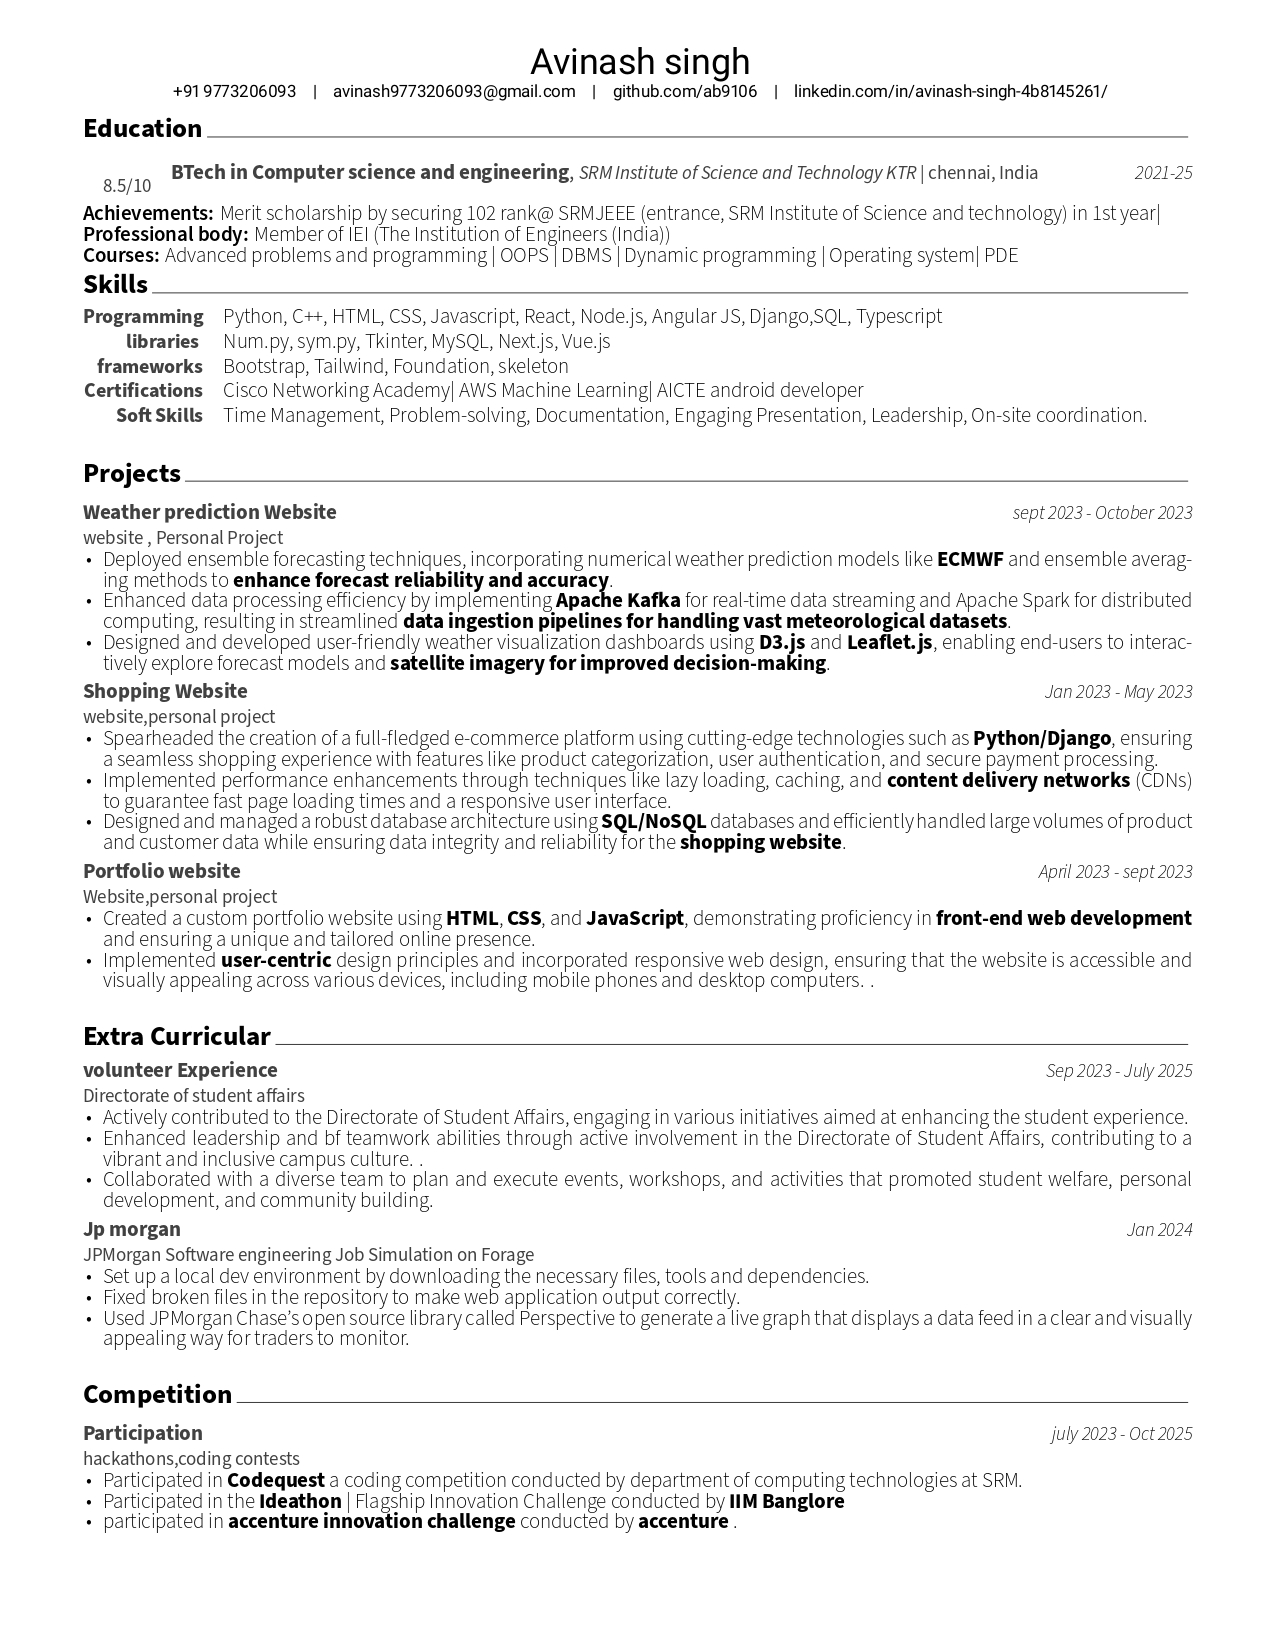 Avinash singh
+91 9773206093 | avinash9773206093@gmail.com | github.com/ab9106 | linkedin.com/in/avinash-singh-4b8145261/
Education
BTech in Computer science and engineering, SRM Institute of Science and Technology KTR | chennai, India 2021-25
8.5/10
Achievements: Merit scholarship by securing 102 rank@ SRMJEEE (entrance, SRM Institute of Science and technology) in 1st year|
Professional body: Member of IEI (The Institution of Engineers (India))
Courses: Advanced problems and programming | OOPS | DBMS | Dynamic programming | Operating system| PDE
Skills
Programming Python, C++, HTML, CSS, Javascript, React, Node.js, Angular JS, Django,SQL, Typescript
libraries Num.py, sym.py, Tkinter, MySQL, Next.js, Vue.js
frameworks Bootstrap, Tailwind, Foundation, skeleton
Certifications Cisco Networking Academy| AWS Machine Learning| AICTE android developer
Soft Skills Time Management, Problem-solving, Documentation, Engaging Presentation, Leadership, On-site coordination.
Projects
Weather prediction Website sept 2023 - October 2023
website , Personal Project
• Deployed ensemble forecasting techniques, incorporating numerical weather prediction models like ECMWF and ensemble averag-
ing methods to enhance forecast reliability and accuracy.
• Enhanced data processing efficiency by implementing Apache Kafka for real-time data streaming and Apache Spark for distributed
computing, resulting in streamlined data ingestion pipelines for handling vast meteorological datasets.
• Designed and developed user-friendly weather visualization dashboards using D3.js and Leaflet.js, enabling end-users to interac-
tively explore forecast models and satellite imagery for improved decision-making.
Shopping Website Jan 2023 - May 2023
website,personal project
• Spearheaded the creation of a full-fledged e-commerce platform using cutting-edge technologies such as Python/Django, ensuring
a seamless shopping experience with features like product categorization, user authentication, and secure payment processing.
• Implemented performance enhancements through techniques like lazy loading, caching, and content delivery networks (CDNs)
to guarantee fast page loading times and a responsive user interface.
• Designed and managed a robust database architecture using SQL/NoSQL databases and efficiently handled large volumes of product
and customer data while ensuring data integrity and reliability for the shopping website.
Portfolio website April 2023 - sept 2023
Website,personal project
• Created a custom portfolio website using HTML, CSS, and JavaScript, demonstrating proficiency in front-end web development
and ensuring a unique and tailored online presence.
• Implemented user-centric design principles and incorporated responsive web design, ensuring that the website is accessible and
visually appealing across various devices, including mobile phones and desktop computers. .
Extra Curricular
volunteer Experience Sep 2023 - July 2025
Directorate of student affairs
• Actively contributed to the Directorate of Student Affairs, engaging in various initiatives aimed at enhancing the student experience.
• Enhanced leadership and bf teamwork abilities through active involvement in the Directorate of Student Affairs, contributing to a
vibrant and inclusive campus culture. .
• Collaborated with a diverse team to plan and execute events, workshops, and activities that promoted student welfare, personal
development, and community building.
Jp morgan Jan 2024
JPMorgan Software engineering Job Simulation on Forage
• Set up a local dev environment by downloading the necessary files, tools and dependencies.
• Fixed broken files in the repository to make web application output correctly.
• Used JPMorgan Chase’s open source library called Perspective to generate a live graph that displays a data feed in a clear and visually
appealing way for traders to monitor.
Competition
Participation july 2023 - Oct 2025
hackathons,coding contests
• Participated in Codequest a coding competition conducted by department of computing technologies at SRM.
• Participated in the Ideathon | Flagship Innovation Challenge conducted by IIM Banglore
• participated in accenture innovation challenge conducted by accenture .